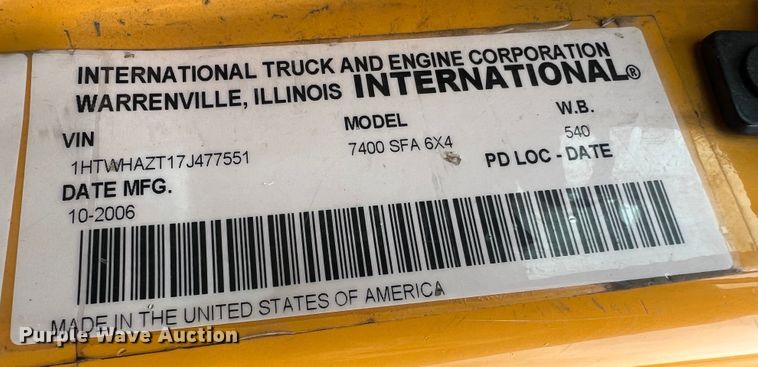 INTERNATIONAL TRUCK AND ENGINE CORPORATION
WARRENVILLE, ILLINOIS INTERNATIONAL®
VIN MODEL W.B.
1HTWHAZT17J477551 7400 SFA 6X4 540
DATE MFG. PD LOC - DATE
10-2006
MADE IN THE UNITED STATES OF AMERICA
Purple Wave Auction